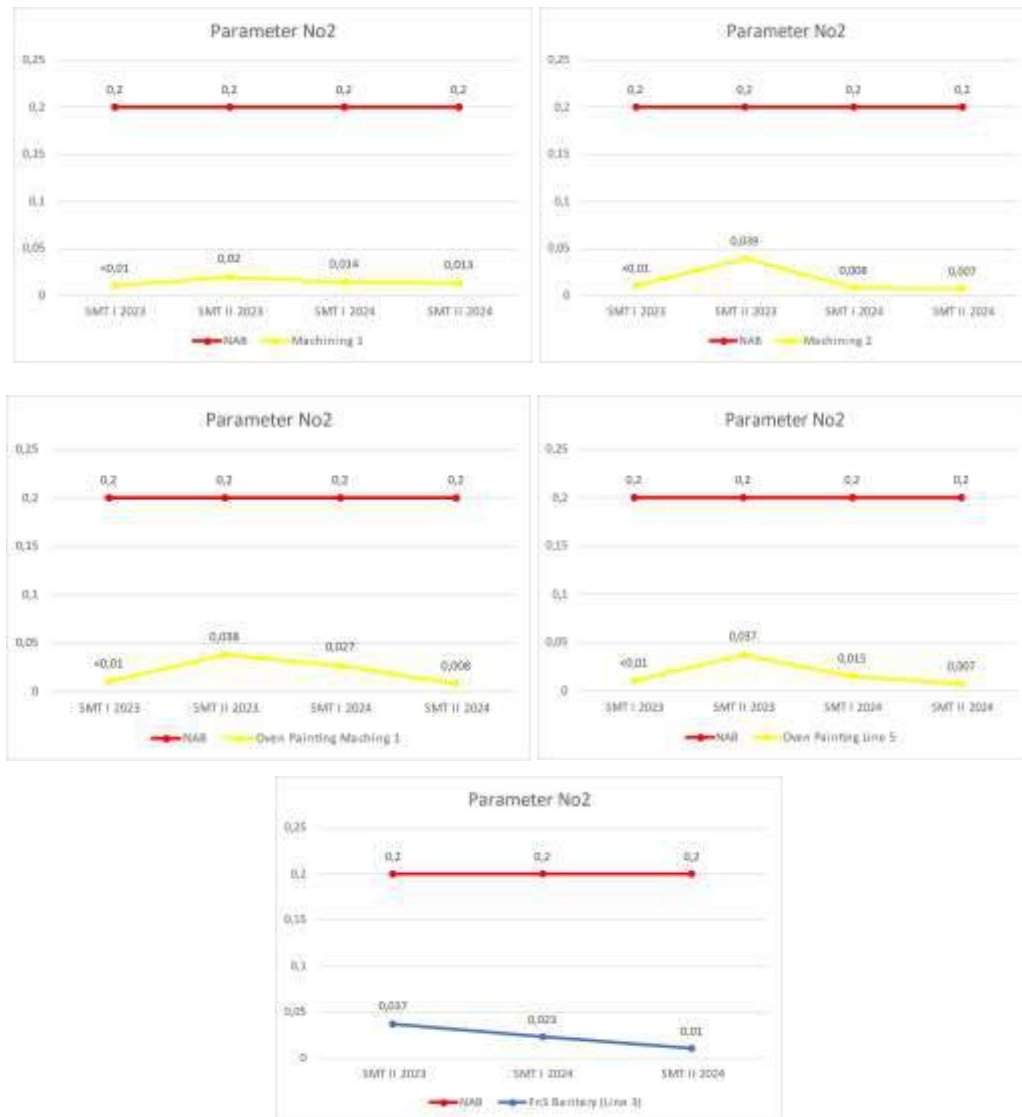 Parameter No2
0,25
0,2 0,2 0,2 0,2
0,2
0,15
0,1
0,05
<0,01 0,02 0,014 0,013
0
SMT I 2023 SMT II 2023 SMT I 2024 SMT II 2024
NAB Machining 1
Parameter No2
0,25
0,2 0,2 0,2 0,2
0,2
0,15
0,1
0,05
<0,01 0,039 0,008 0,007
0
SMT I 2023 SMT II 2023 SMT I 2024 SMT II 2024
NAB Machining 2
Parameter No2
0,25
0,2 0,2 0,2 0,2
0,2
0,15
0,1
0,05
<0,01 0,038 0,027 0,008
0
SMT I 2023 SMT II 2023 SMT I 2024 SMT II 2024
NAB Oven Painting Maching 1
Parameter No2
0,25
0,2 0,2 0,2 0,2
0,2
0,15
0,1
0,05
<0,01 0,037 0,015 0,007
0
SMT I 2023 SMT II 2023 SMT I 2024 SMT II 2024
NAB Oven Painting Line 5
Parameter No2
0,25
0,2 0,2 0,2
0,2
0,15
0,1
0,05
0,037 0,023 0,01
0
SMT II 2023 SMT I 2024 SMT II 2024
NAB (Line 3)